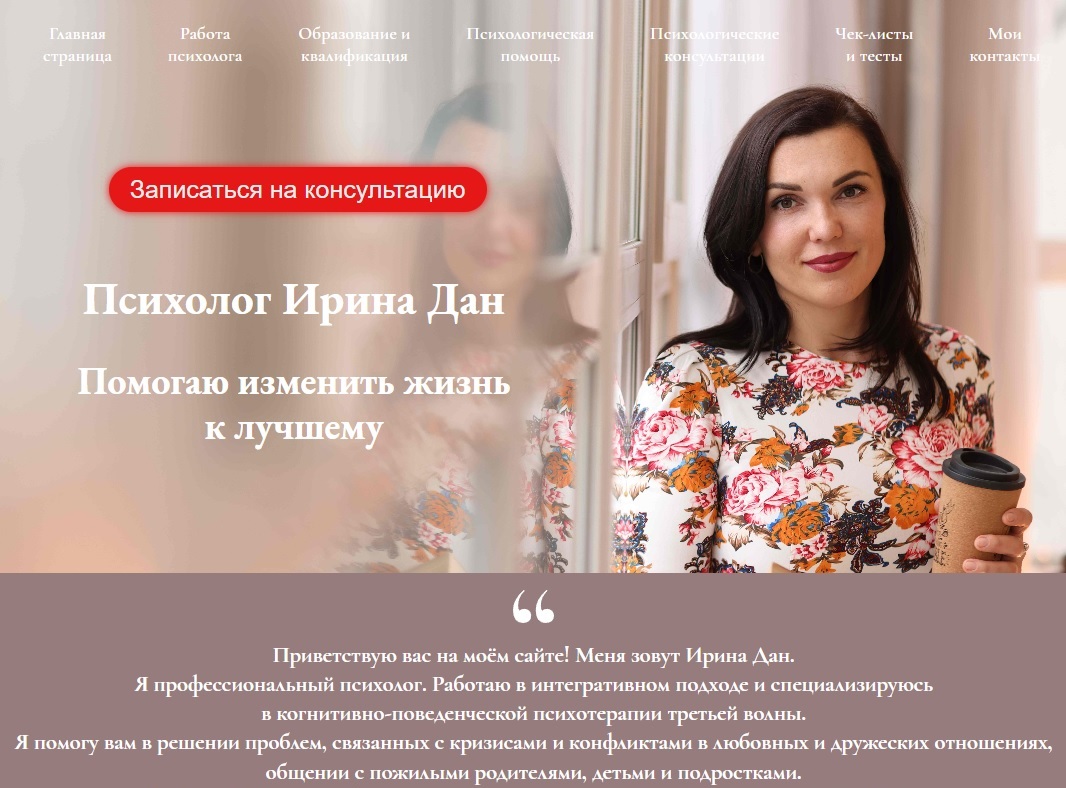 Главная
страница
Работа
психолога
Образование и
квалификация
Психологическая
помощь
Психологические
консультации
Чек-листы
и тесты
Мои
контакты
Записаться на консультацию
Психолог Ирина Дан
Помогаю изменить жизнь
к лучшему
“
Приветствую вас на моём сайте! Меня зовут Ирина Дан.
Я профессиональный психолог. Работаю в интегративном подходе и специализируюсь
в когнитивно-поведенческой психотерапии третьей волны.
Я помогу вам в решении проблем, связанных с кризисами и конфликтами в любовных и дружеских отношениях,
общении с пожилыми родителями, детьми и подростками.